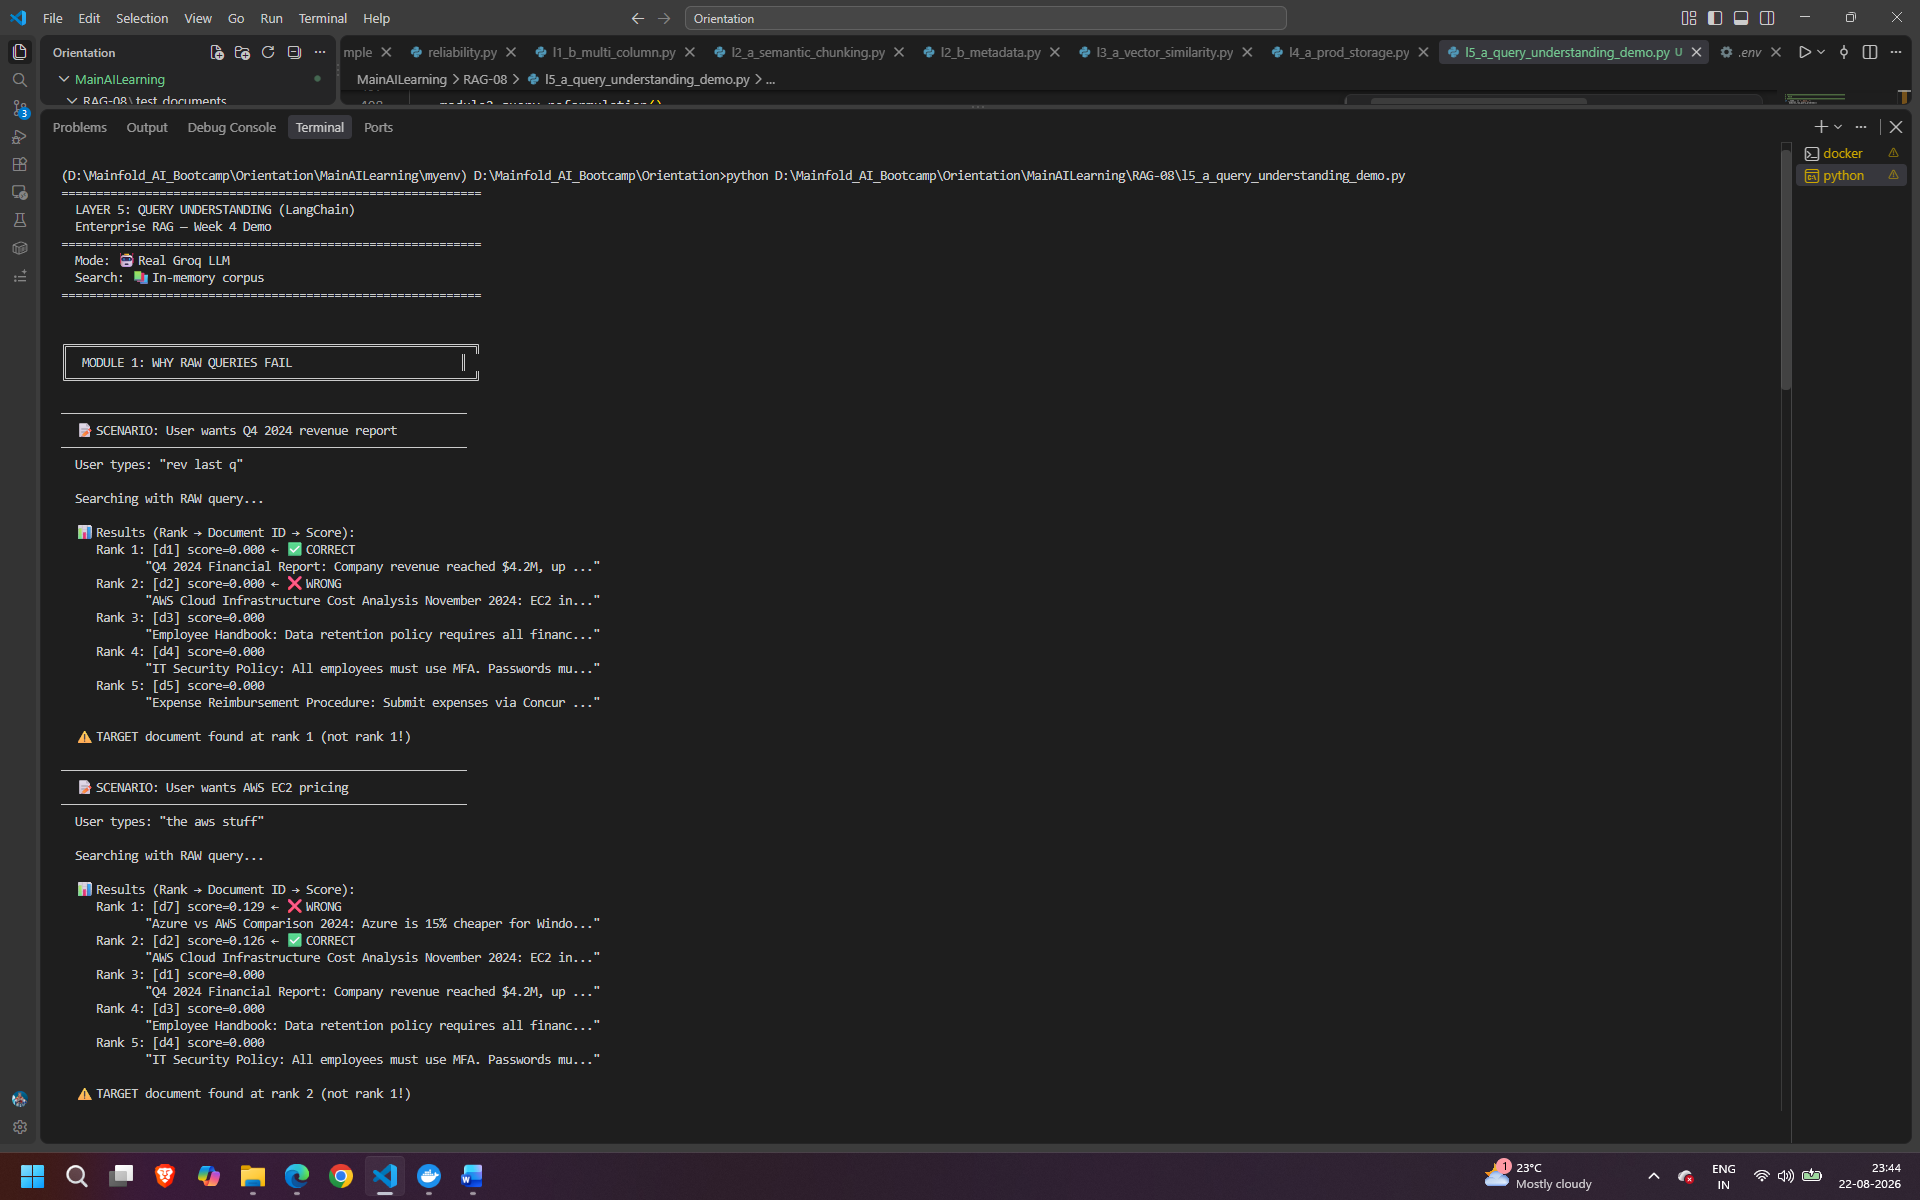 File Edit Selection View Go Run Terminal Help
Orientation
Orientation
mple reliability.py l1_b_multi_column.py l2_a_semantic_chunking.py l2_b_metadata.py l3_a_vector_similarity.py l4_a_prod_storage.py l5_a_query_understanding_demo.py U .env
MainAILearning
MainAILearning > RAG-08 > l5_a_query_understanding_demo.py > ...
RAG-08 \ test_documents
3
Problems Output Debug Console Terminal Ports
docker
python
(D:\Mainfold_AI_Bootcamp\Orientation\MainAILearning\myenv) D:\Mainfold_AI_Bootcamp\Orientation>python D:\Mainfold_AI_Bootcamp\Orientation\MainAILearning\RAG-08\l5_a_query_understanding_demo.py
============================================================
LAYER 5: QUERY UNDERSTANDING (LangChain)
Enterprise RAG — Week 4 Demo
============================================================
Mode: Real Groq LLM
Search: In-memory corpus
============================================================
MODULE 1: WHY RAW QUERIES FAIL
SCENARIO: User wants Q4 2024 revenue report
User types: "rev last q"
Searching with RAW query...
Results (Rank → Document ID → Score):
Rank 1: [d1] score=0.000 ← ✅ CORRECT
"Q4 2024 Financial Report: Company revenue reached $4.2M, up ..."
Rank 2: [d2] score=0.000 ← ❌ WRONG
"AWS Cloud Infrastructure Cost Analysis November 2024: EC2 in..."
Rank 3: [d3] score=0.000
"Employee Handbook: Data retention policy requires all financ..."
Rank 4: [d4] score=0.000
"IT Security Policy: All employees must use MFA. Passwords mu..."
Rank 5: [d5] score=0.000
"Expense Reimbursement Procedure: Submit expenses via Concur ..."
⚠️ TARGET document found at rank 1 (not rank 1!)
SCENARIO: User wants AWS EC2 pricing
User types: "the aws stuff"
Searching with RAW query...
Results (Rank → Document ID → Score):
Rank 1: [d7] score=0.129 ← ❌ WRONG
"Azure vs AWS Comparison 2024: Azure is 15% cheaper for Windo..."
Rank 2: [d2] score=0.126 ← ✅ CORRECT
"AWS Cloud Infrastructure Cost Analysis November 2024: EC2 in..."
Rank 3: [d1] score=0.000
"Q4 2024 Financial Report: Company revenue reached $4.2M, up ..."
Rank 4: [d3] score=0.000
"Employee Handbook: Data retention policy requires all financ..."
Rank 5: [d4] score=0.000
"IT Security Policy: All employees must use MFA. Passwords mu..."
⚠️ TARGET document found at rank 2 (not rank 1!)
1
23°C
Mostly cloudy
ENG
IN
23:44
22-08-2026